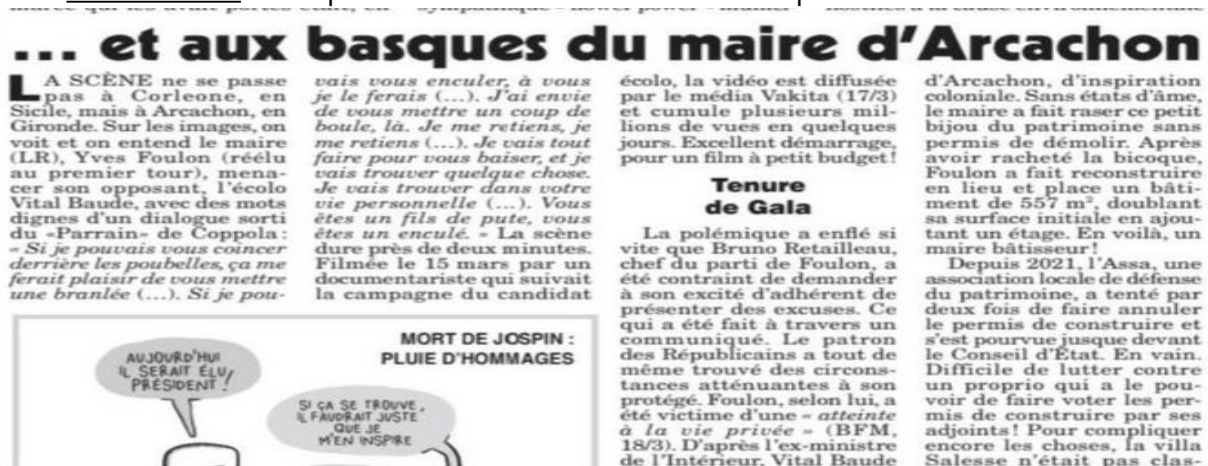 ... et aux basques du maire d'Arcachon
LA SCÈNE ne se passe
pas à Corleone, en
Sicile, mais à Arcachon, en
Gironde. Sur les images, on
voit et on entend le maire
(LR), Yves Foulon (réélu
au premier tour), mena-
cer son opposant, l'écolo
Vital Baude, avec des mots
dignes d'un dialogue sorti
du «Parrain» de Coppola :
« Si je pouvais vous coincer
derrière les poubelles, ça me
ferait plaisir de vous mettre
une branlée (…). Si je pou-
vais vous enculer, à vous
je le ferais (…). J'ai envie
de vous mettre un coup de
boule, là. Je me retiens, je
me retiens (…). Je vais tout
faire pour vous baiser, et je
vais trouver quelque chose.
Je vais trouver dans votre
vie personnelle (…). Vous
êtes un fils de pute, vous
êtes un enculé. » La scène
dure près de deux minutes.
Filmée le 15 mars par un
documentariste qui suivait
la campagne du candidat
écolo, la vidéo est diffusée
par le média Vakita (17/3)
et cumule plusieurs mil-
lions de vues en quelques
jours. Excellent démarrage,
pour un film à petit budget !
Tenure
de Gala
La polémique a enflé si
vite que Bruno Retailleau,
chef du parti de Foulon, a
été contraint de demander
à son excité d'adhérent de
présenter des excuses. Ce
qui a été fait à travers un
communiqué. Le patron
des Républicains a tout de
même trouvé des circons-
tances atténuantes à son
protégé. Foulon, selon lui, a
été victime d'une « atteinte
à la vie privée » (BFM,
18/3). D'après l'ex-ministre
de l'Intérieur, Vital Baude
d'Arcachon, d'inspiration
coloniale. Sans états d'âme,
le maire a fait raser ce petit
bijou du patrimoine sans
permis de démolir. Après
avoir racheté la bicoque,
Foulon a fait reconstruire
en lieu et place un bâti-
ment de 557 m², doublant
sa surface initiale en ajou-
tant un étage. En voilà, un
maire bâtisseur !
Depuis 2021, l'Assa, une
association locale de défense
du patrimoine, a tenté par
deux fois de faire annuler
le permis de construire et
s'est pourvue jusque devant
le Conseil d'État. En vain.
Difficile de lutter contre
un proprio qui a le pou-
voir de faire voter les per-
mis de construire par ses
adjoints ! Pour compliquer
encore les choses, la villa
Salesse n'était pas clas-
MORT DE JOSPIN :
PLUIE D'HOMMAGES
AUJOURD'HUI
IL SERAIT ÉLU
PRÉSIDENT !
SI ÇA SE TROUVE,
IL FAUDRAIT JUSTE
QUE JE
M'EN INSPIRE